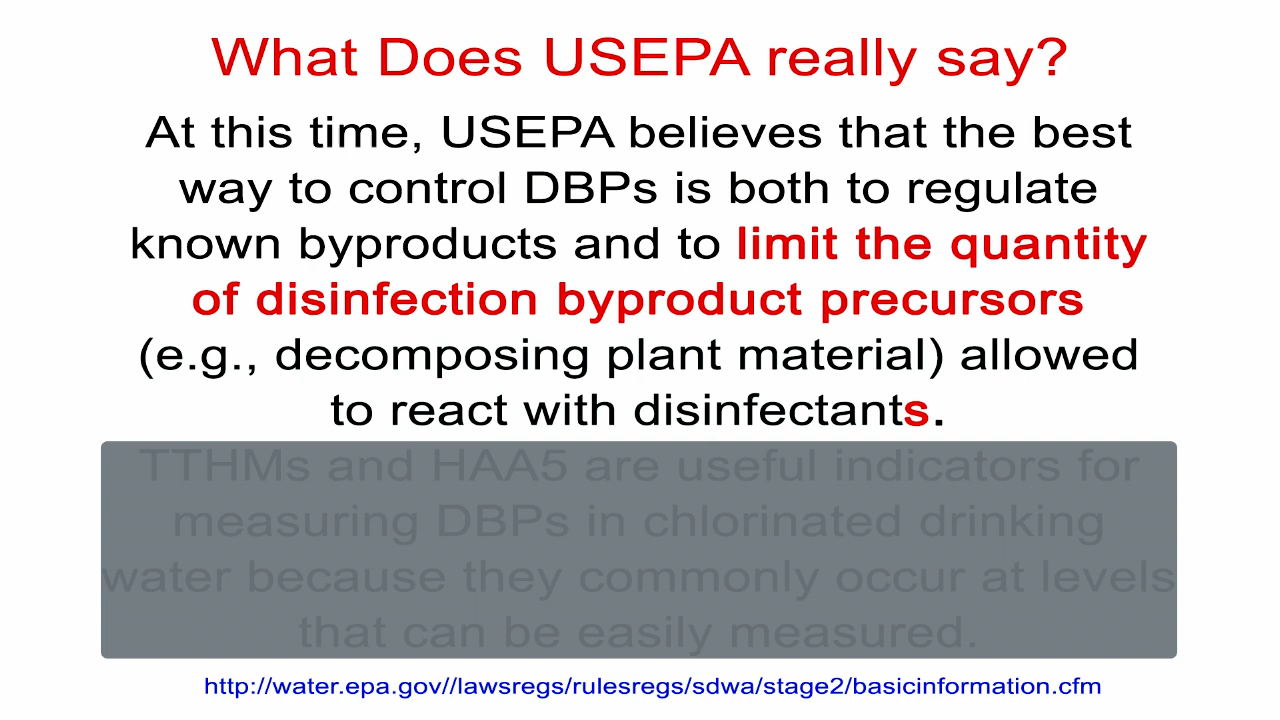 What Does USEPA really say?
At this time, USEPA believes that the best
way to control DBPs is both to regulate
known byproducts and to limit the quantity
of disinfection byproduct precursors
(e.g., decomposing plant material) allowed
to react with disinfectants.
TTHMs and HAA5 are useful indicators for
measuring DBPs in chlorinated drinking
water because they commonly occur at levels
that can be easily measured.
http://water.epa.gov//lawsregs/rulesregs/sdwa/stage2/basicinformation.cfm